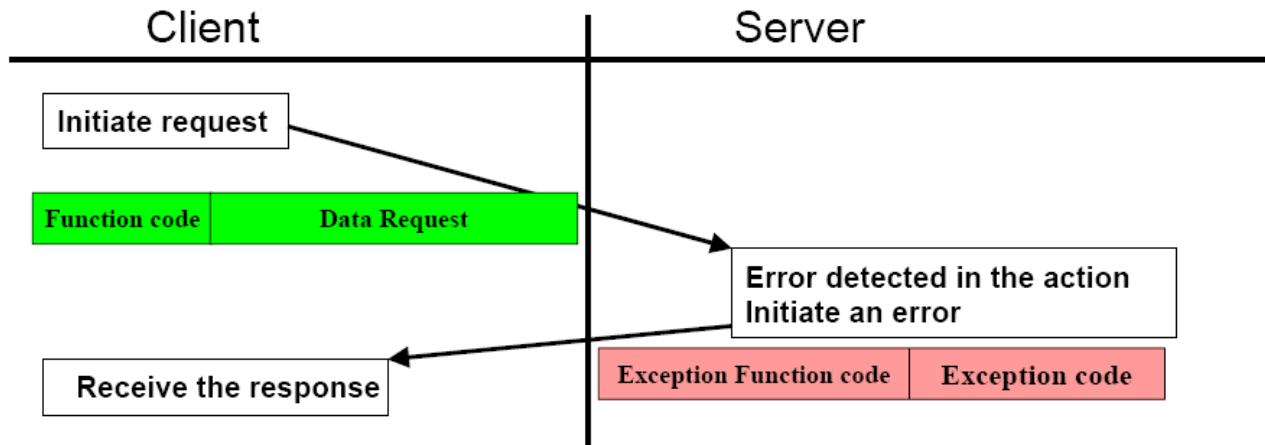 Client
Server
Initiate request
Function code
Data Request
Error detected in the action
Initiate an error
Receive the response
Exception Function code
Exception code